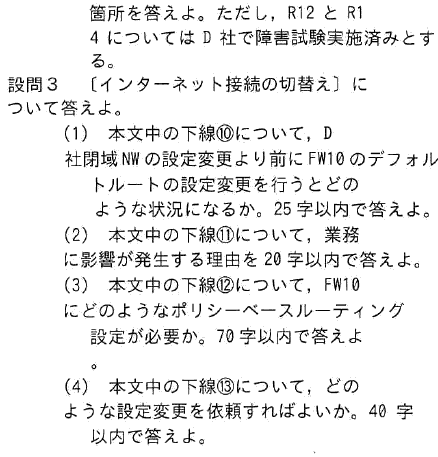 箇所を答えよ。ただし，R12 と R1
4 については D 社で障害試験実施済みとす
る。
設問３　〔インターネット接続の切替え〕に
ついて答えよ。
(1)　本文中の下線⑩について，D
社閉域NWの設定変更より前にFW10のデフォル
トルートの設定変更を行うとどの
ような状況になるか。25 字以内で答えよ。
(2)　本文中の下線⑪について，業務
に影響が発生する理由を 20 字以内で答えよ。
(3)　本文中の下線⑫について，FW10
にどのようなポリシーベースルーティング
設定が必要か。70 字以内で答えよ
。
(4)　本文中の下線⑬について，どの
ような設定変更を依頼すればよいか。40 字
以内で答えよ。